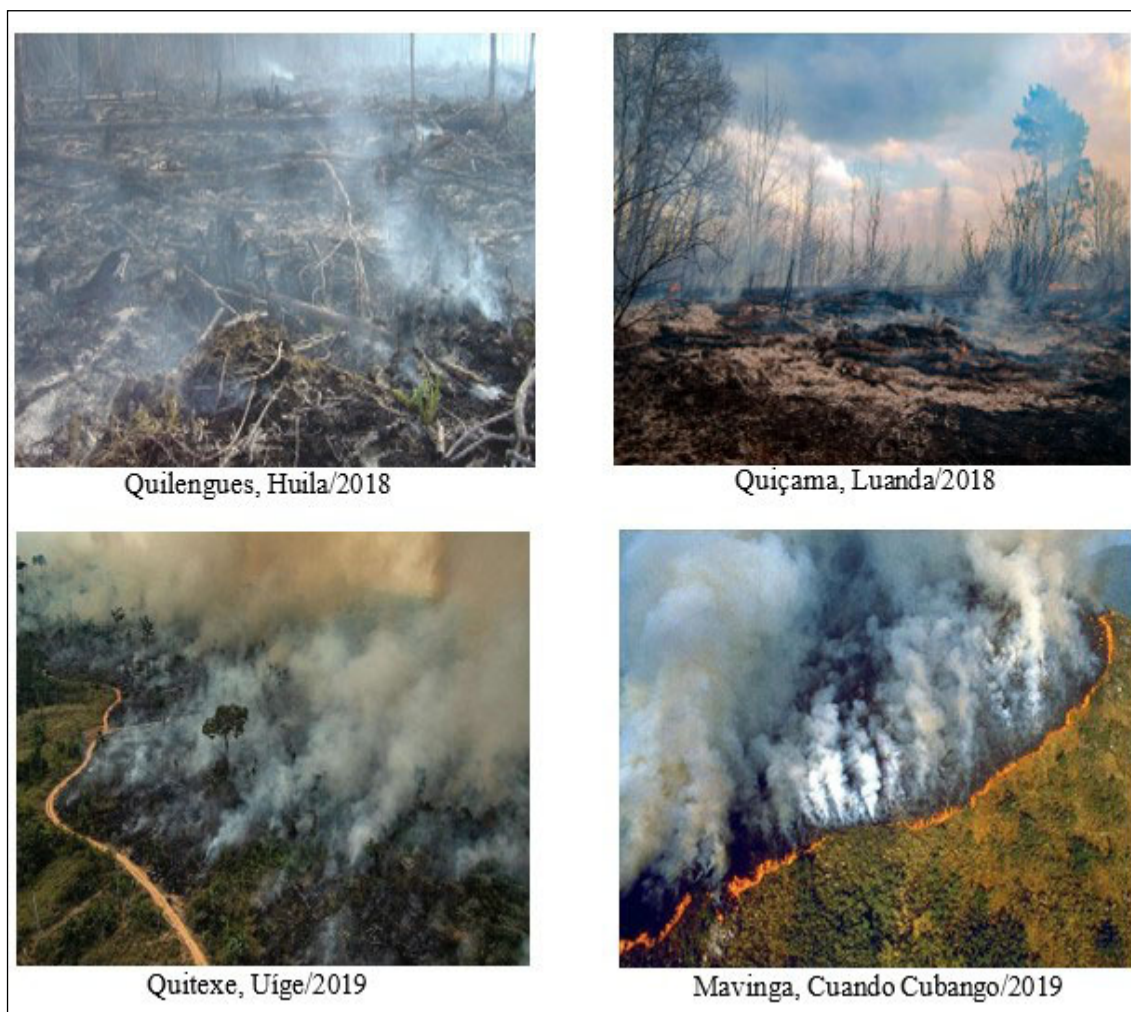 Quilengues, Huila/2018
Quiçama, Luanda/2018
Quitexe, Uíge/2019
Mavinga, Cuando Cubango/2019